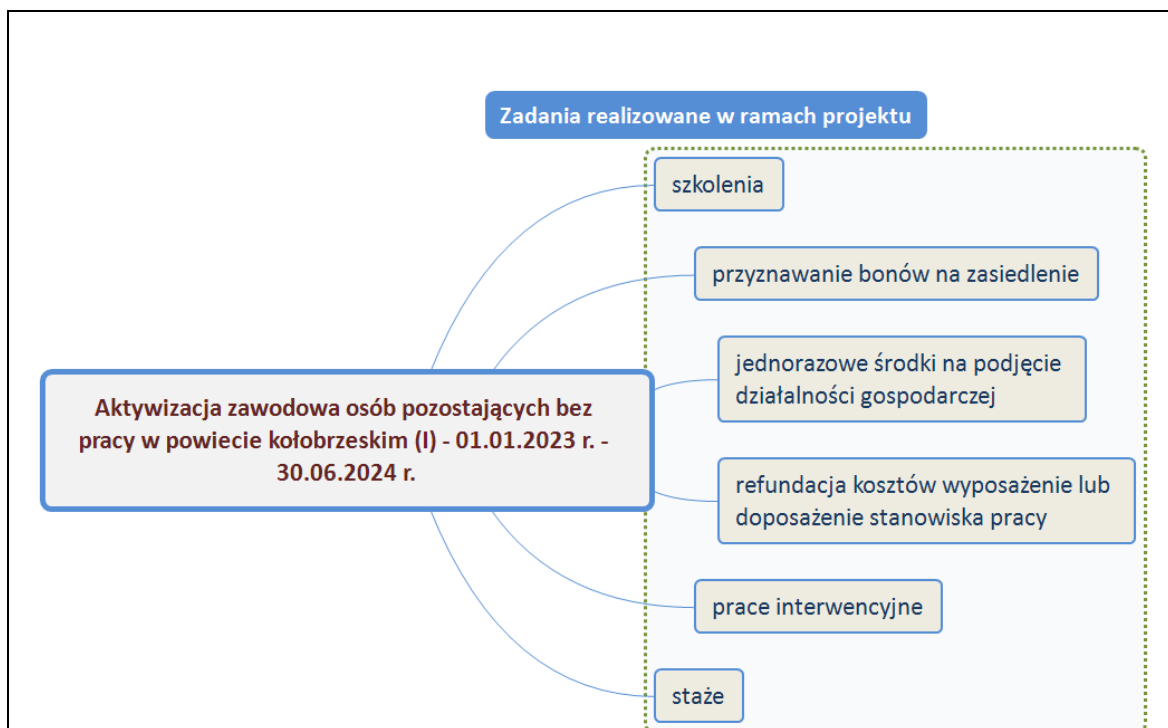 Zadania realizowane w ramach projektu
szkolenia
przyznawanie bonów na zasiedlenie
jednorazowe środki na podjęcie
działalności gospodarczej
Aktywizacja zawodowa osób pozostających bez
pracy w powiecie kołobrzeskim (I) - 01.01.2023 r. -
30.06.2024 r.
refundacja kosztów wyposażenie lub
doposażenie stanowiska pracy
prace interwencyjne
staże